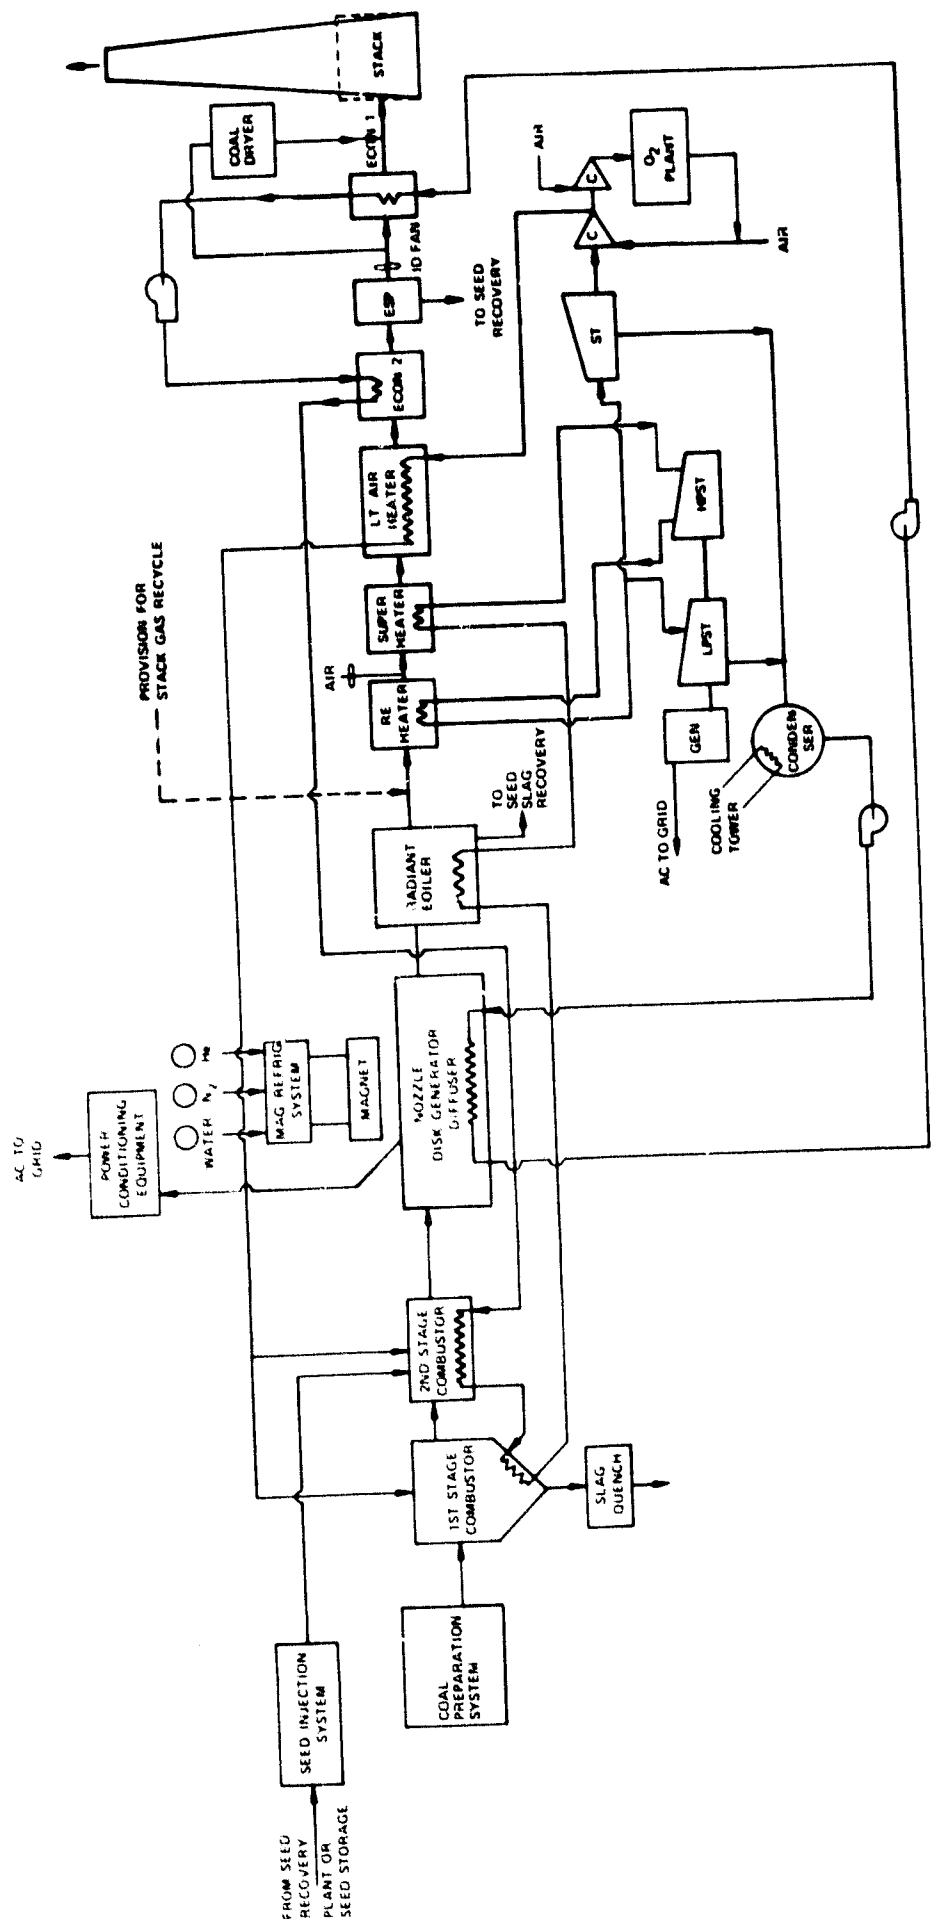 FROM SEED
RECOVERY
PLANT OR
SEED STORAGE
SEED INJECTION
SYSTEM
COAL
PREPARATION
SYSTEM
1ST STAGE
COMBUSTOR
SLAG
QUENCH
2ND STAGE
COMBUSTOR
AC TO
GRID
POWER
CONDITIONING
EQUIPMENT
WATER
N2
He
MAG REFRIG
SYSTEM
MAGNET
NOZZLE
DISK GENERATOR
DIFFUSER
RADIANT
BOILER
TO
SEED
SLAG
RECOVERY
PROVISION FOR
STACK GAS RECYCLE
RE
HEATER
AIR
SUPER
HEATER
LT AIR
HEATER
ECON 2
ESP
TO SEED
RECOVERY
ID FAN
ECON 1
COAL
DRYER
STACK
AC TO GRID
GEN
LPST
HPST
COOLING
TOWER
CONDEN
SER
ST
C
C
AIR
O2
PLANT
AIR